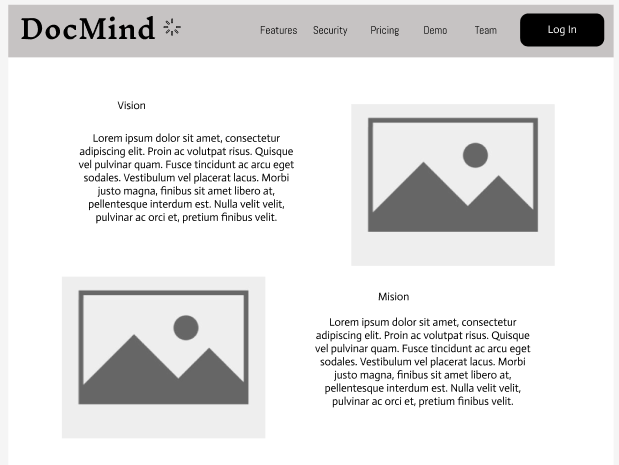 DocMind
Features Security Pricing Demo Team Log In
Vision
Lorem ipsum dolor sit amet, consectetur
adipiscing elit. Proin ac volutpat risus. Quisque
vel pulvinar quam. Fusce tincidunt ac arcu eget
sodales. Vestibulum vel placerat lacus. Morbi
justo magna, finibus sit amet libero at,
pellentesque interdum est. Nulla velit velit,
pulvinar ac orci et, pretium finibus velit.
Mision
Lorem ipsum dolor sit amet, consectetur
adipiscing elit. Proin ac volutpat risus. Quisque
vel pulvinar quam. Fusce tincidunt ac arcu eget
sodales. Vestibulum vel placerat lacus. Morbi
justo magna, finibus sit amet libero at,
pellentesque interdum est. Nulla velit velit,
pulvinar ac orci et, pretium finibus velit.